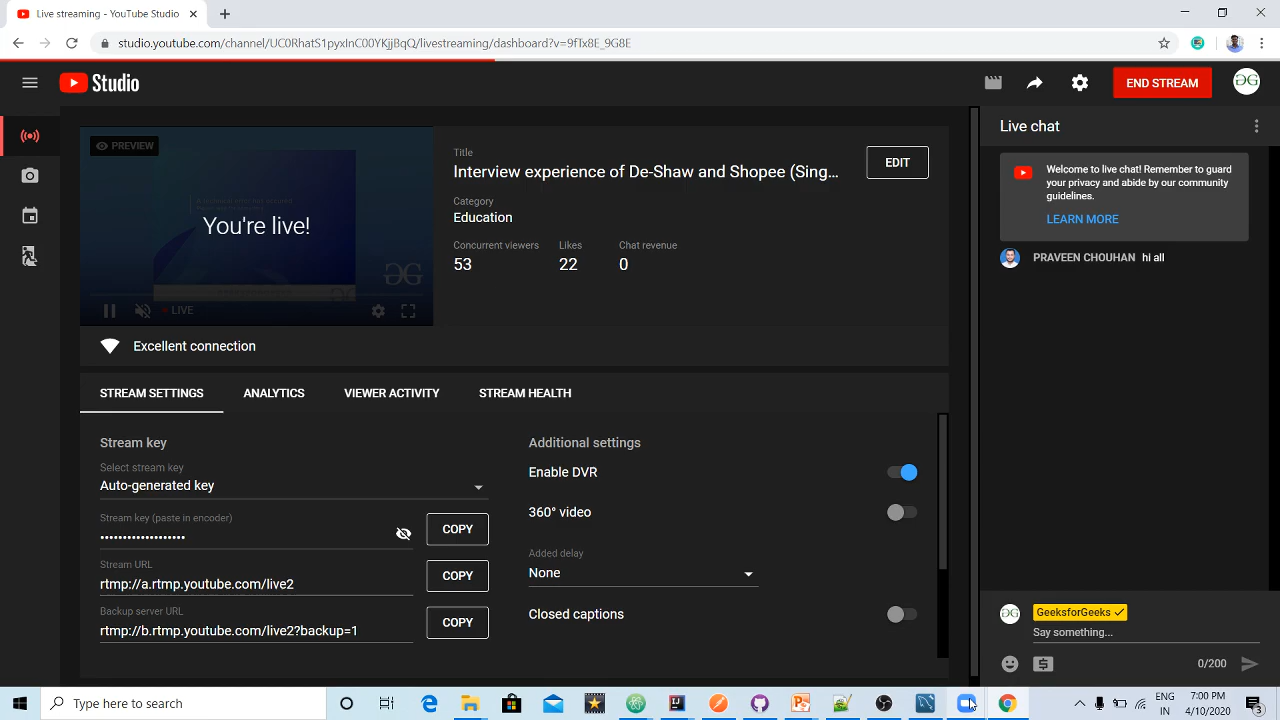 Live streaming - YouTube Studio
studio.youtube.com/channel/UC0RhatS1pyxInC00YKjjBqQ/livestreaming/dashboard?v=9fTx8E_9G8E
Studio
END STREAM
PREVIEW
You're live!
LIVE
Title
Interview experience of De-Shaw and Shopee (Sing...
EDIT
Category
Education
Concurrent viewers Likes Chat revenue
53 22 0
Excellent connection
STREAM SETTINGS ANALYTICS VIEWER ACTIVITY STREAM HEALTH
Stream key
Select stream key
Auto-generated key
Stream key (paste in encoder)
•••••••••••••••••••
COPY
Stream URL
rtmp://a.rtmp.youtube.com/live2
COPY
Backup server URL
rtmp://b.rtmp.youtube.com/live2?backup=1
COPY
Additional settings
Enable DVR
360° video
Added delay
None
Closed captions
Live chat
Welcome to live chat! Remember to guard
your privacy and abide by our community
guidelines.
LEARN MORE
PRAVEEN CHOUHAN hi all
GeeksforGeeks
Say something...
0/200
Type here to search
ENG
IN
7:00 PM
4/10/2020
3